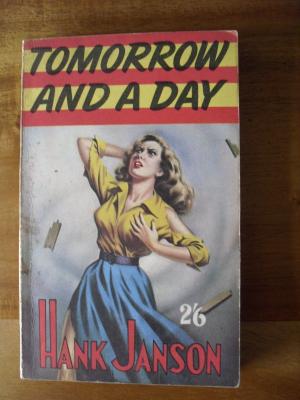 TOMORROW
AND A DAY
2/6
HANK JANSON